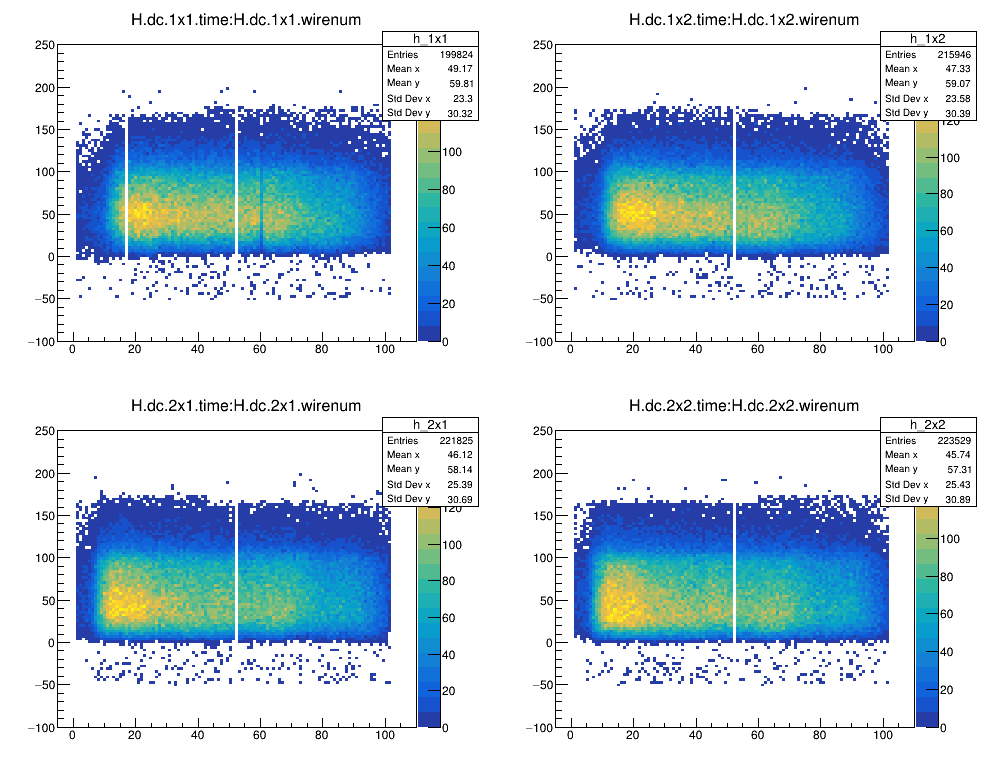 H.dc.1x1.time:H.dc.1x1.wirenum
h_1x1
Entries 199824
Mean x 49.17
Mean y 59.81
Std Dev x 23.3
Std Dev y 30.32
250
200
150
100
50
0
−50
−100
0 20 40 60 80 100
100
80
60
40
20
0
H.dc.1x2.time:H.dc.1x2.wirenum
h_1x2
Entries 215946
Mean x 47.33
Mean y 59.07
Std Dev x 23.58
Std Dev y 30.39
250
200
150
100
50
0
−50
−100
0 20 40 60 80 100
120
100
80
60
40
20
0
H.dc.2x1.time:H.dc.2x1.wirenum
h_2x1
Entries 221825
Mean x 46.12
Mean y 58.14
Std Dev x 25.39
Std Dev y 30.69
250
200
150
100
50
0
−50
−100
0 20 40 60 80 100
120
100
80
60
40
20
0
H.dc.2x2.time:H.dc.2x2.wirenum
h_2x2
Entries 223529
Mean x 45.74
Mean y 57.31
Std Dev x 25.43
Std Dev y 30.89
250
200
150
100
50
0
−50
−100
0 20 40 60 80 100
100
80
60
40
20
0